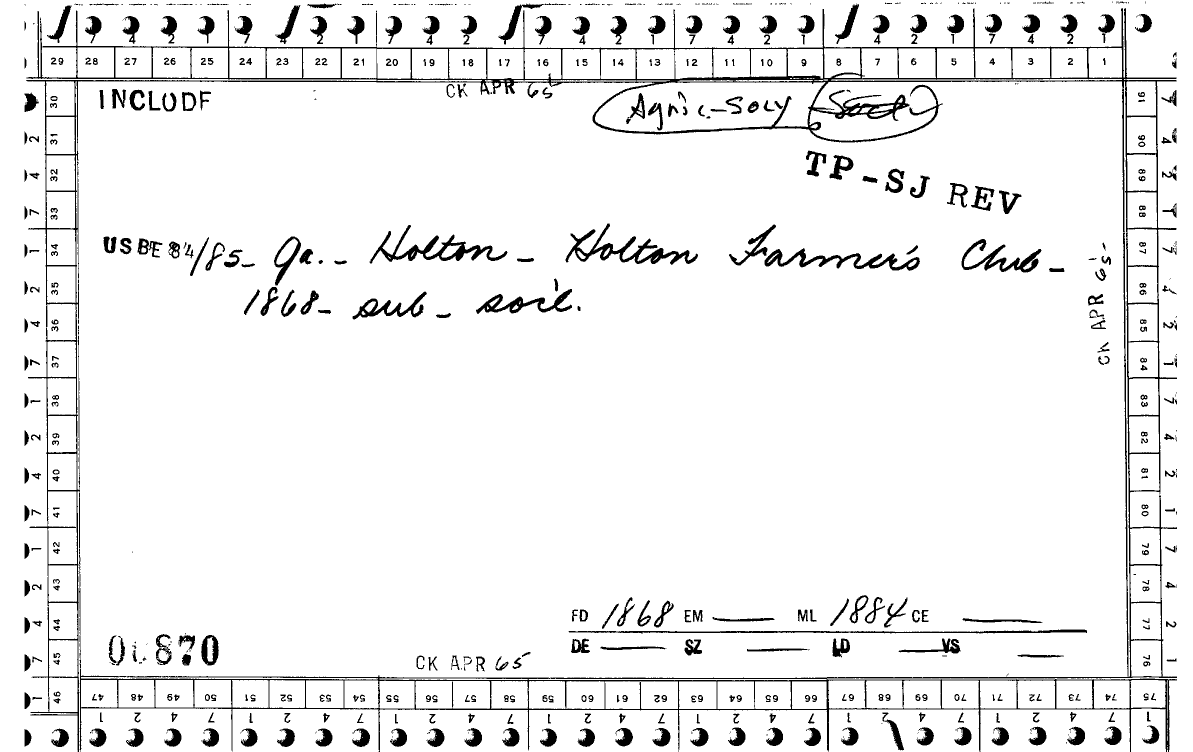 7 4 2 1 7 4 2 1 7 4 2 1 7 4 2 1 7 4 2 1 7 4 2 1 7 4 2 1
29 28 27 26 25 24 23 22 21 20 19 18 17 16 15 14 13 12 11 10 9 8 7 6 5 4 3 2 1
INCLUDF
CK APR 65
Agric-Socy
TP-SJ REV
USBE 84/85- Ga. - Holton - Holton Farmer's Club -
1868 - sub - soil.
CK APR 65
FD 1868 EM ML 1884 CE
DE SZ LD VS
00870
CK APR 65
30 31 32 33 34 35 36 37 38 39 40 41 42 43 44 45 46
91 90 89 88 87 86 85 84 83 82 81 80 79 78 77 76 75
47 48 49 50 51 52 53 54 55 56 57 58 59 60 61 62 63 64 65 66 67 68 69 70 71 72 73 74 75
1 2 4 7 1 2 4 7 1 2 4 7 1 2 4 7 1 2 4 7 1 2 4 7 1 2 4 7 1